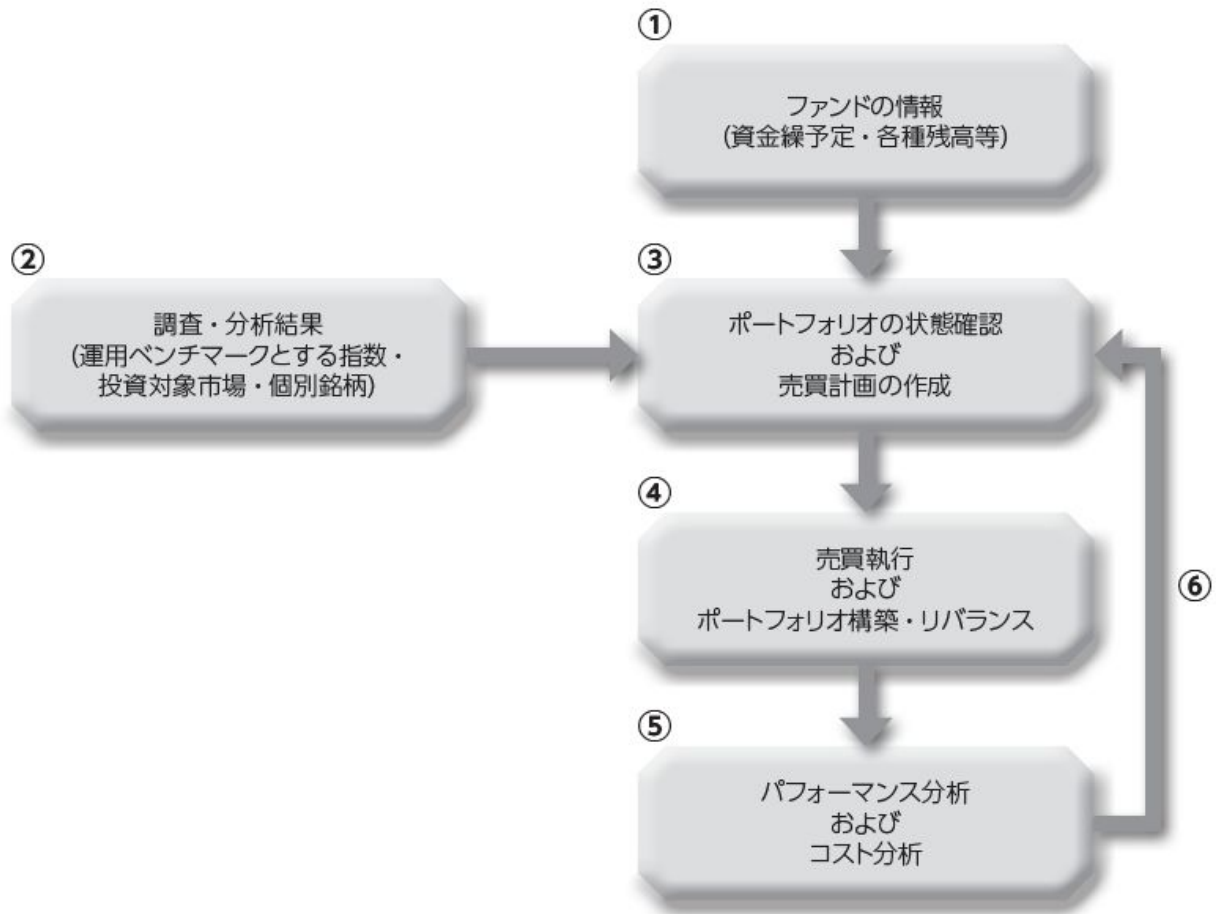 ①
ファンドの情報
(資金繰予定・各種残高等)
②
調査・分析結果
(運用ベンチマークとする指数・
投資対象市場・個別銘柄)
③
ポートフォリオの状態確認
および
売買計画の作成
④
売買執行
および
ポートフォリオ構築・リバランス
⑤
パフォーマンス分析
および
コスト分析
⑥